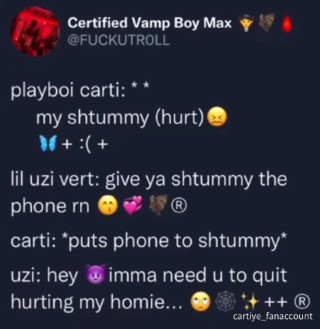 Certified Vamp Boy Max 🧛🦇🩸
@FUCKUTR0LL
playboi carti: * *
my shtummy (hurt)😠
🦋 + :( +
lil uzi vert: give ya shtummy the
phone rn 😙 💞 🦇 ®
carti: *puts phone to shtummy*
uzi: hey 😈imma need u to quit
hurting my homie... 🙄 🕸 ✨ ++ ®
cartiye_fanaccount